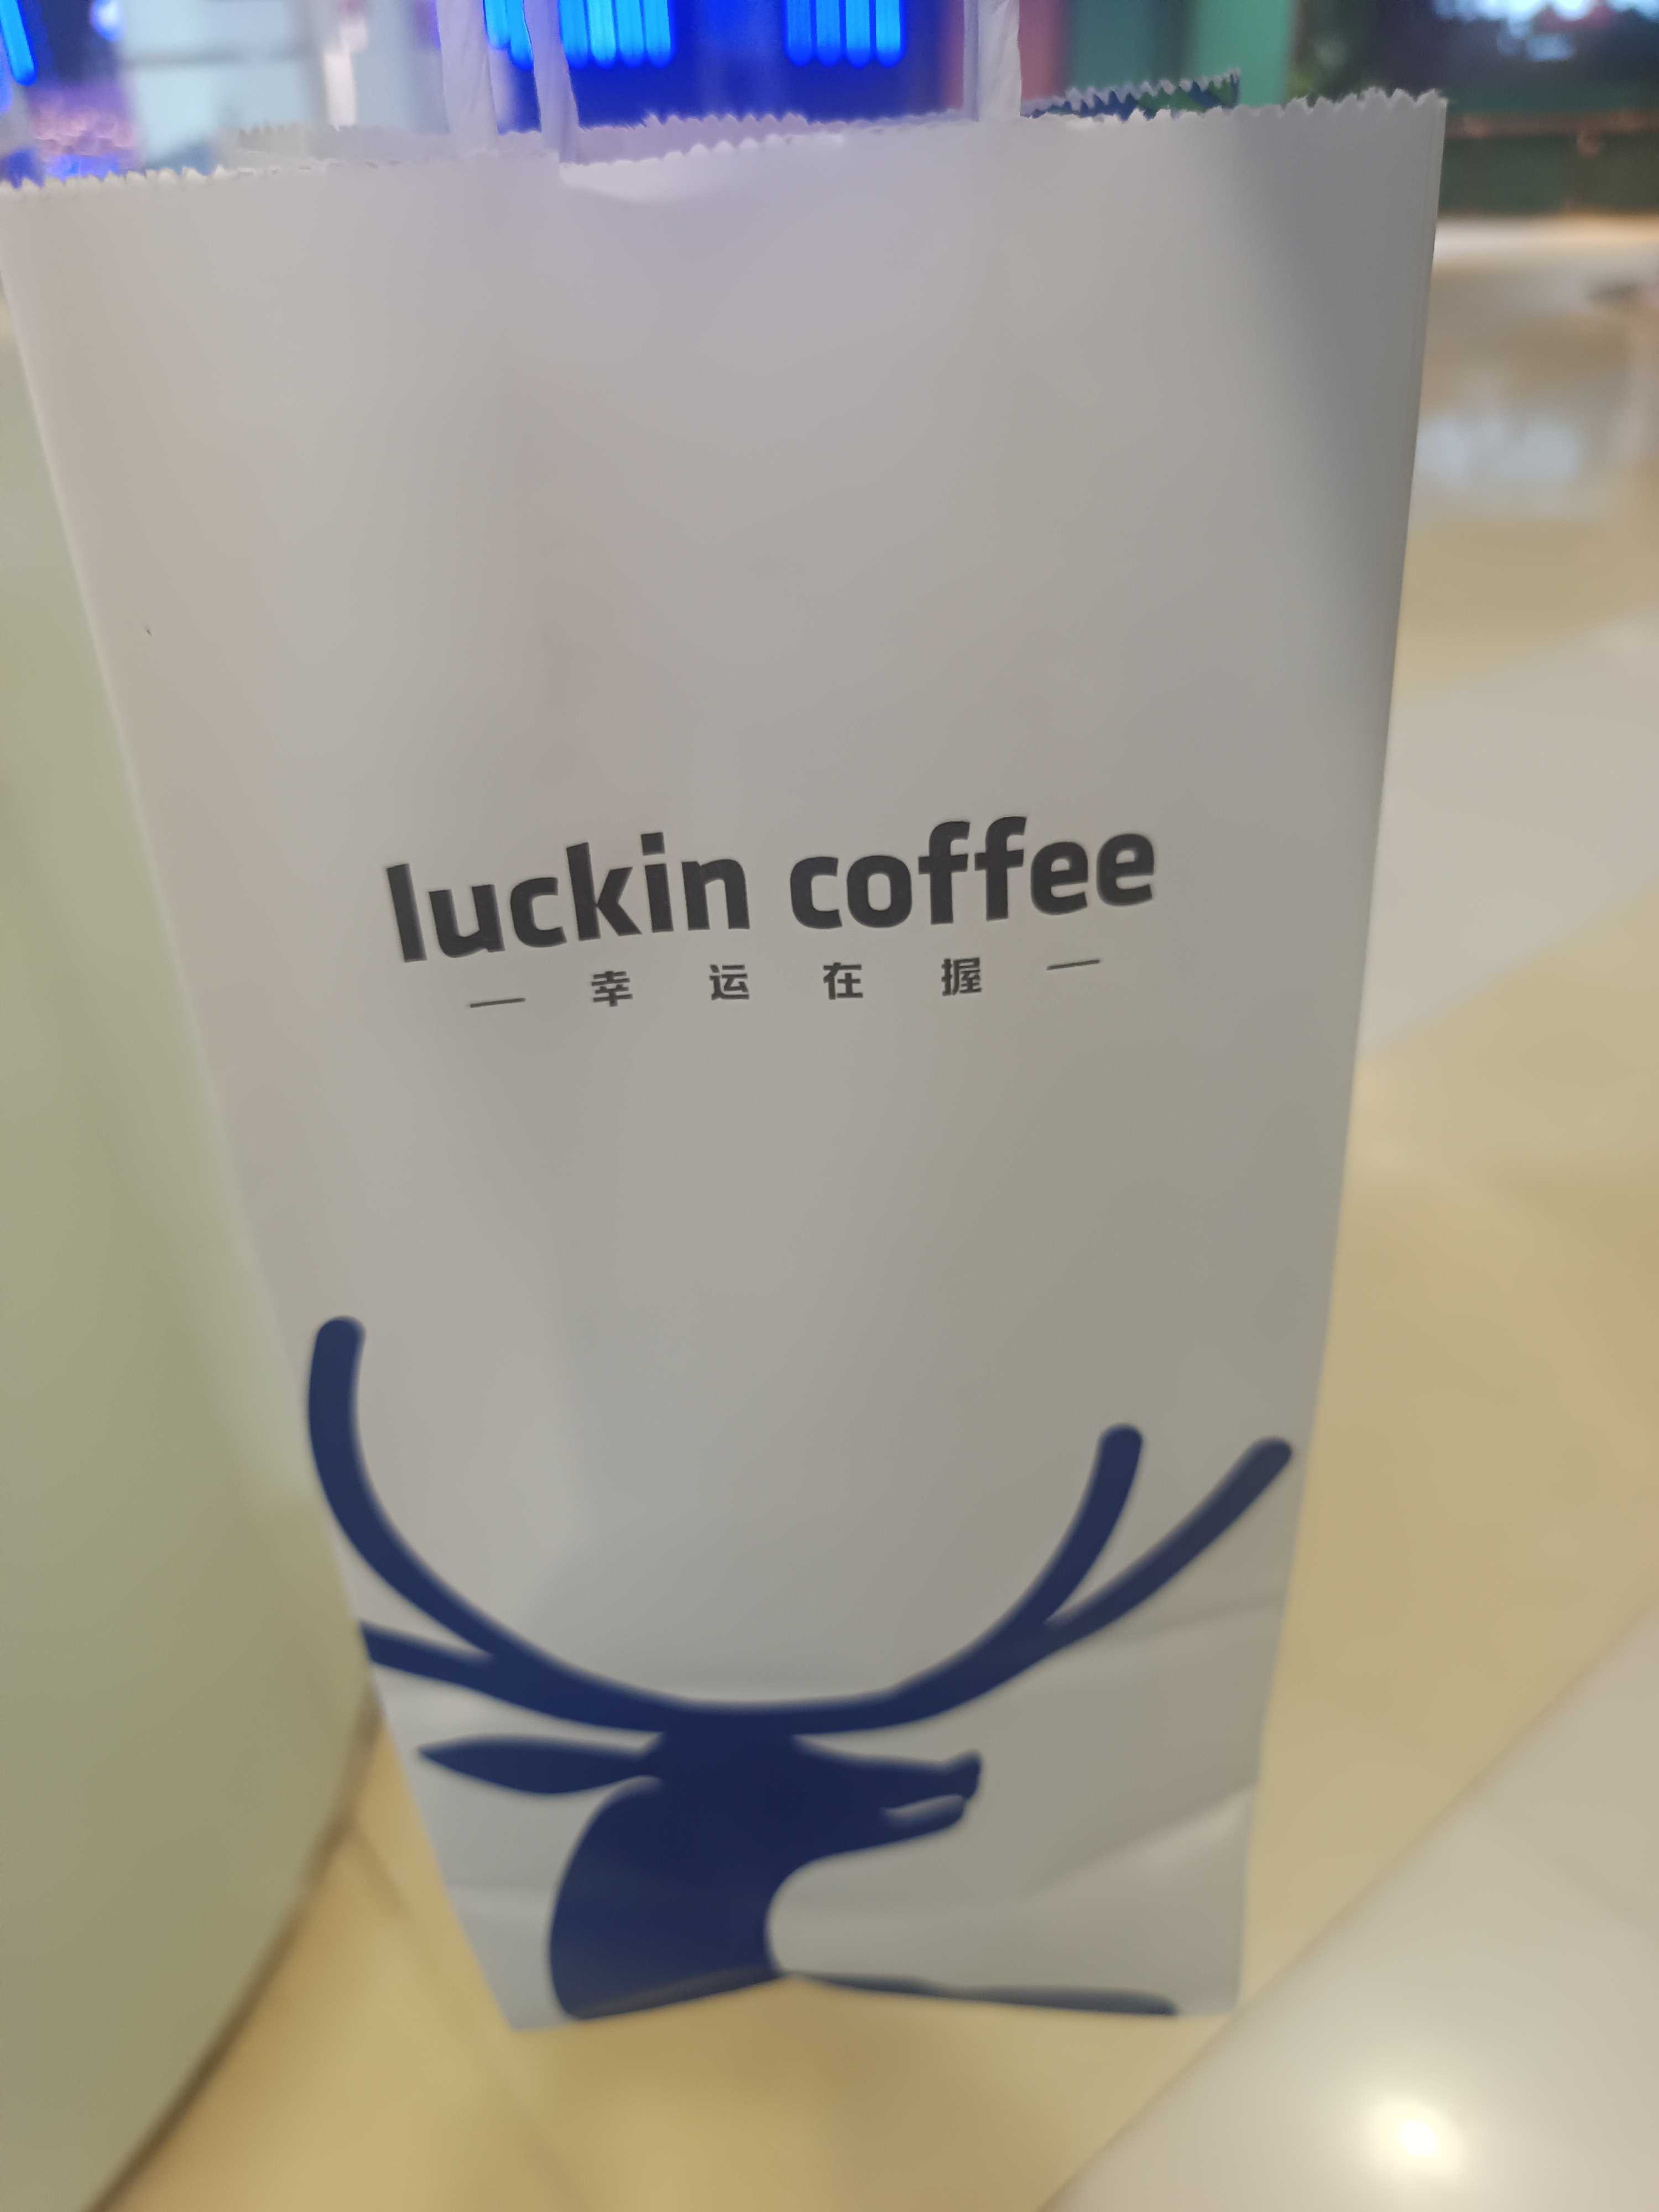 luckin coffee
— 幸运在握 —